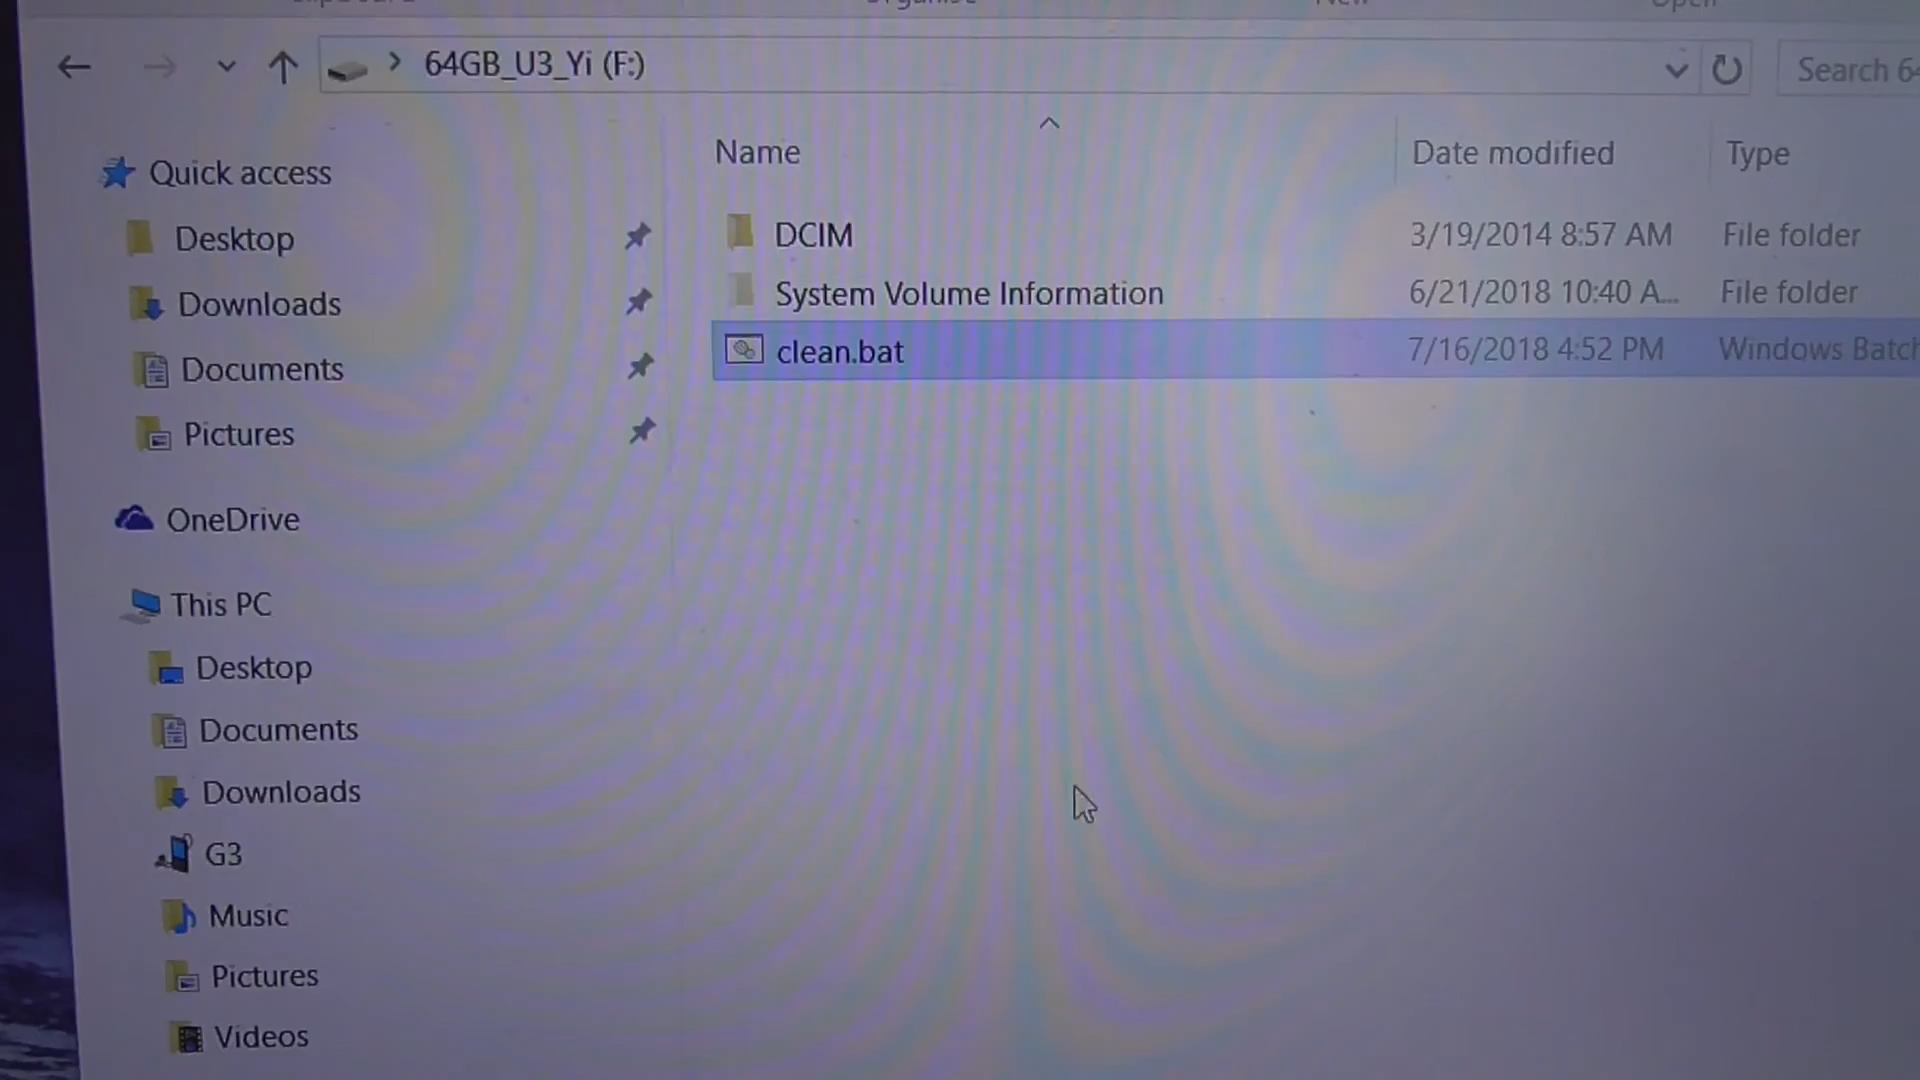 64GB_U3_Yi (F:)
Search 64
Name
Date modified
Type
Quick access
Desktop
Downloads
Documents
Pictures
OneDrive
This PC
Desktop
Documents
Downloads
G3
Music
Pictures
Videos
DCIM
3/19/2014 8:57 AM
File folder
System Volume Information
6/21/2018 10:40 A...
File folder
clean.bat
7/16/2018 4:52 PM
Windows Batch